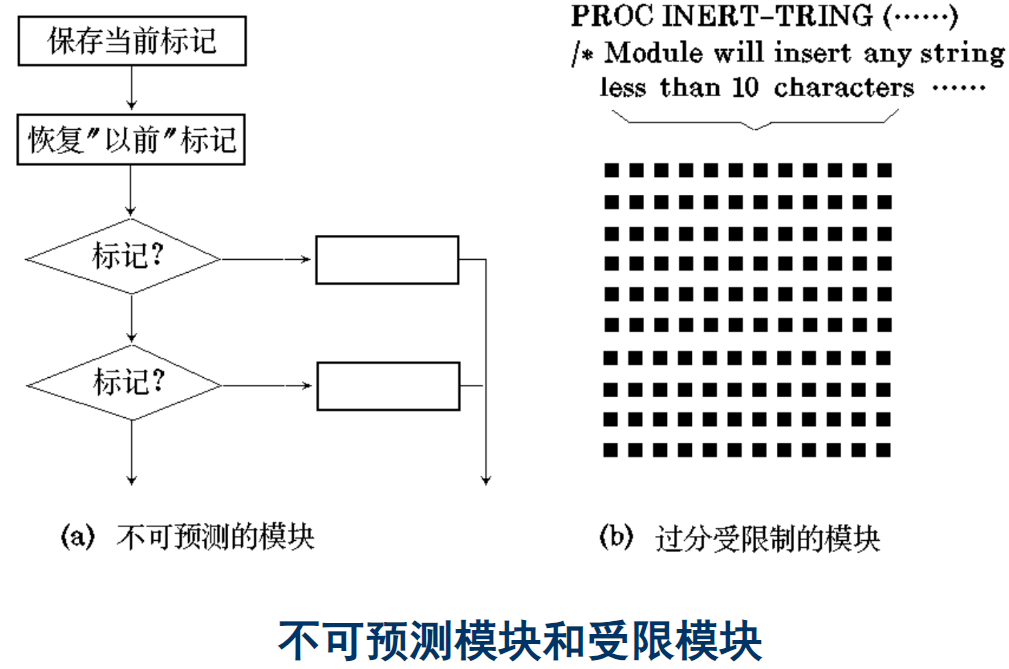 保存当前标记
恢复〃以前〃标记
标记?
标记?
(a) 不可预测的模块
PROC INERT-TRING (……)
/* Module will insert any string
less than 10 characters ……
(b) 过分受限制的模块
不可预测模块和受限模块